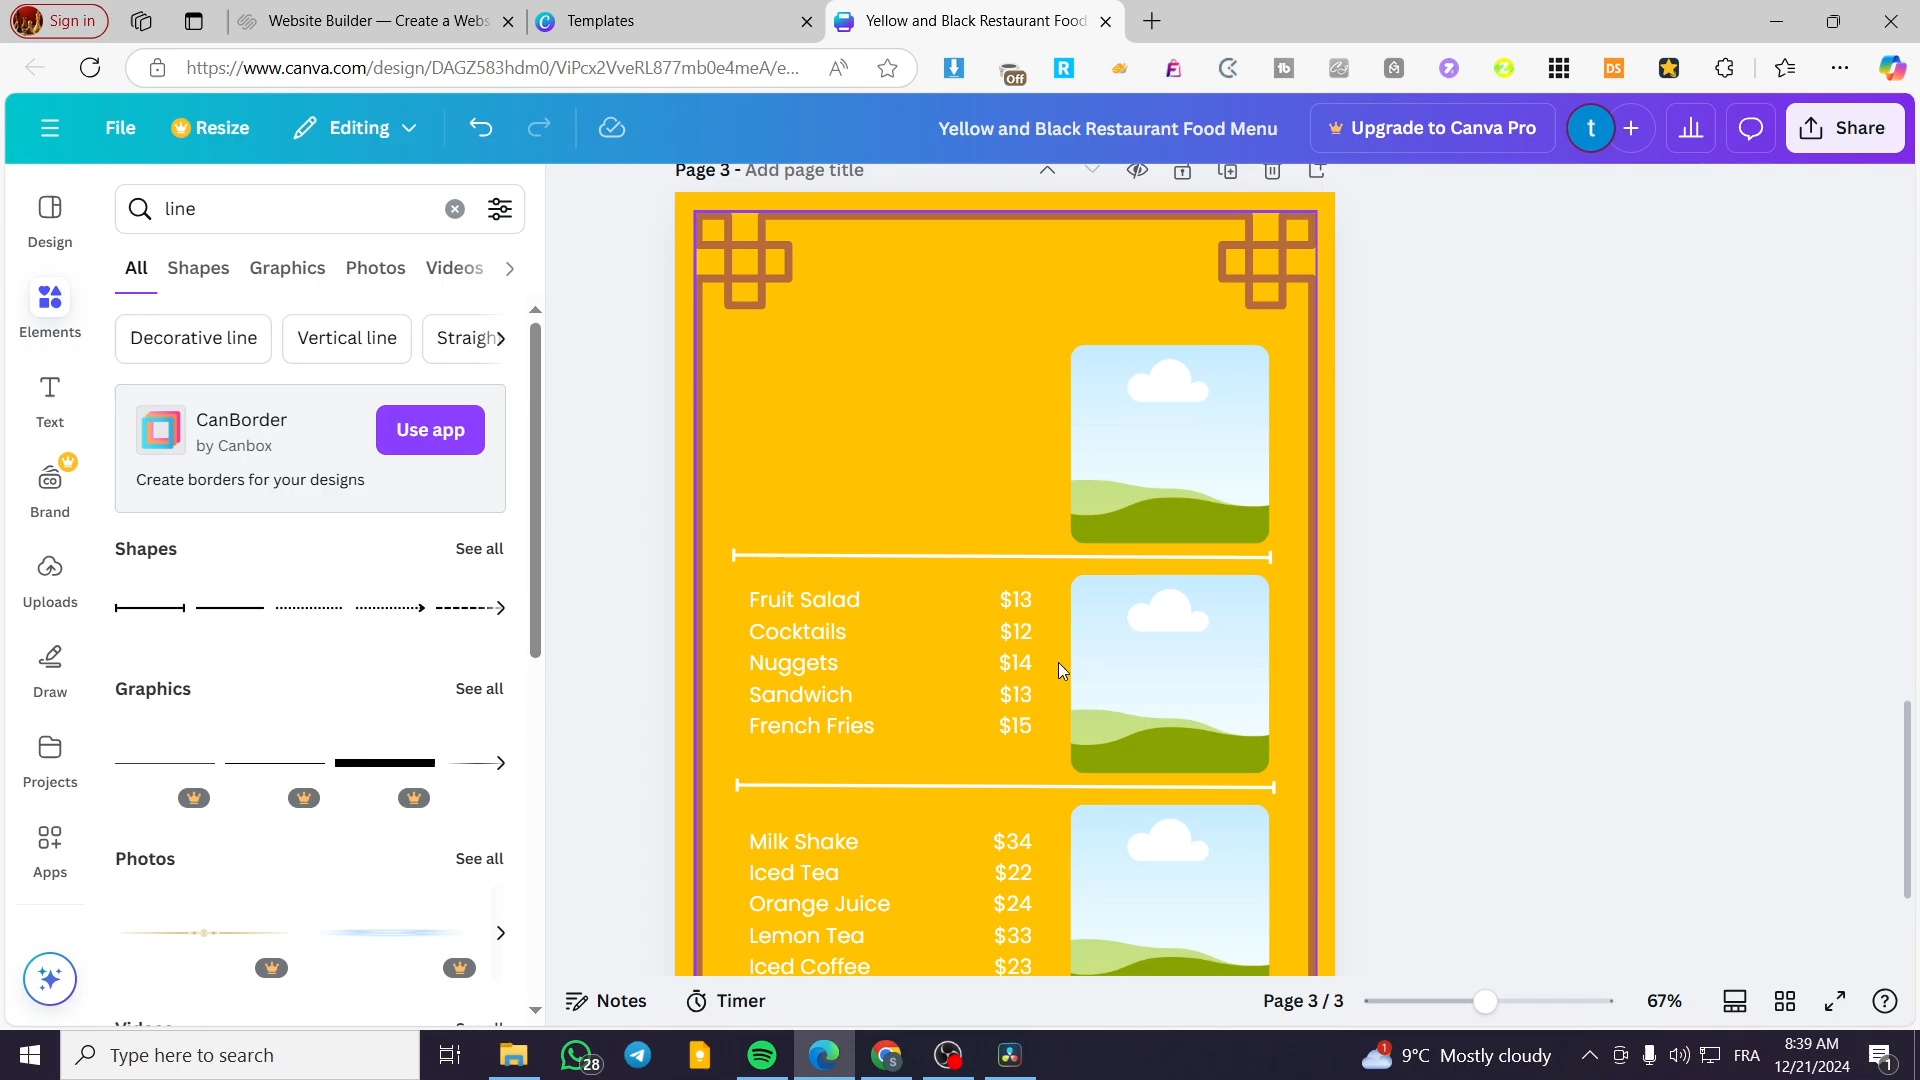 Sign in
Website Builder — Create a Webs
Templates
Yellow and Black Restaurant Food
https://www.canva.com/design/DAGZ583hdm0/ViPcx2VveRL877mb0e4meA/e...
Off
File
Resize
Editing
Yellow and Black Restaurant Food Menu
Upgrade to Canva Pro
t
Share
Design
Elements
Text
Brand
Uploads
Draw
Projects
Apps
line
All
Shapes
Graphics
Photos
Videos
Decorative line
Vertical line
Straigh
CanBorder
by Canbox
Use app
Create borders for your designs
Shapes
See all
Graphics
See all
Photos
See all
Page 3 - Add page title
Fruit Salad $13
Cocktails $12
Nuggets $14
Sandwich $13
French Fries $15
Milk Shake $34
Iced Tea $22
Orange Juice $24
Lemon Tea $33
Iced Coffee $23
Notes
Timer
Page 3 / 3
67%
Type here to search
28
1
9°C Mostly cloudy
FRA
8:39 AM
12/21/2024
1